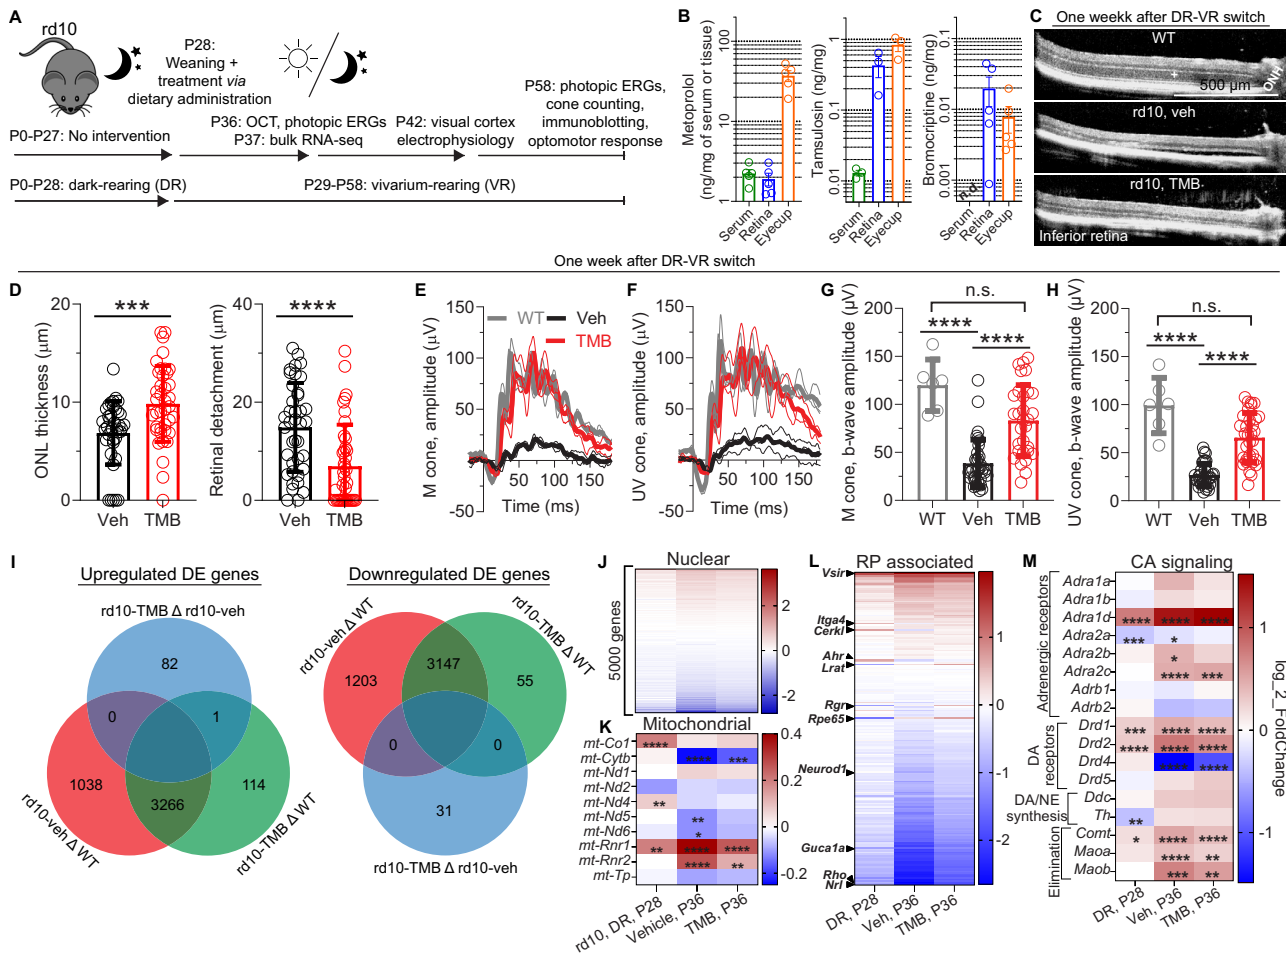 A
rd10
P28:
Weaning +
treatment via
dietary administration
P0-P27: No intervention
P36: OCT, photopic ERGs
P37: bulk RNA-seq
P42: visual cortex
electrophysiology
P58: photopic ERGs,
cone counting,
immunoblotting,
optomotor response
P0-P28: dark-rearing (DR)
P29-P58: vivarium-rearing (VR)
B
Metoprolol
(ng/mg of serum or tissue)
100
10
1
Serum
Retina
Eyecup
Tamsulosin (ng/mg)
1
0.1
0.01
Serum
Retina
Eyecup
Bromocriptine (ng/mg)
0.1
0.01
0.001
n.d.
Serum
Retina
Eyecup
C
One weekk after DR-VR switch
WT
ONH
500 µm
rd10, veh
rd10, TMB
Inferior retina
One week after DR-VR switch
D
ONL thickness (µm)
20
10
0
***
Veh
TMB
Retinal detachment (µm)
40
20
0
****
Veh
TMB
E
M cone, amplitude (µV)
150
100
50
-50
WT
Veh
TMB
50
100
150
Time (ms)
F
UV cone, amplitude (µV)
150
100
50
-50
50
100
150
Time (ms)
G
M cone, b-wave amplitude (µV)
200
150
100
50
0
n.s.
****
****
WT
Veh
TMB
H
UV cone, b-wave amplitude (µV)
200
150
100
50
0
n.s.
****
****
WT
Veh
TMB
I
Upregulated DE genes
rd10-TMB Δ rd10-veh
82
0
1
1038
3266
114
rd10-veh Δ WT
rd10-TMB Δ WT
Downregulated DE genes
rd10-veh Δ WT
rd10-TMB Δ WT
1203
3147
55
0
0
31
rd10-TMB Δ rd10-veh
J
Nuclear
5000 genes
2
0
-2
K
Mitochondrial
mt-Co1 ****
mt-Cytb **** ***
mt-Nd1
mt-Nd2
mt-Nd4 **
mt-Nd5 **
mt-Nd6 *
mt-Rnr1 ** **** ****
mt-Rnr2 **** **
mt-Tp
0.4
0.2
0
-0.2
rd10, DR, P28
Vehicle, P36
TMB, P36
L
RP associated
Vsir
Itga4
Cerkl
Ahr
Lrat
Rgr
Rpe65
Neurod1
Guca1a
Rho
Nrl
1
0
-1
-2
DR, P28
Veh, P36
TMB, P36
M
CA signaling
Adrenergic receptors
Adra1a
Adra1b
Adra1d **** **** ****
Adra2a *** *
Adra2b *
Adra2c **** ***
Adrb1
Adrb2
DA
receptors
Drd1 *** **** ****
Drd2 **** **** ****
Drd4 **** ****
Drd5
DA/NE
synthesis
Ddc
Th **
Elimination
Comt * **** ****
Maoa **** **
Maob *** **
1
0
-1
log_2_FoldChange
DR, P28
Veh, P36
TMB, P36